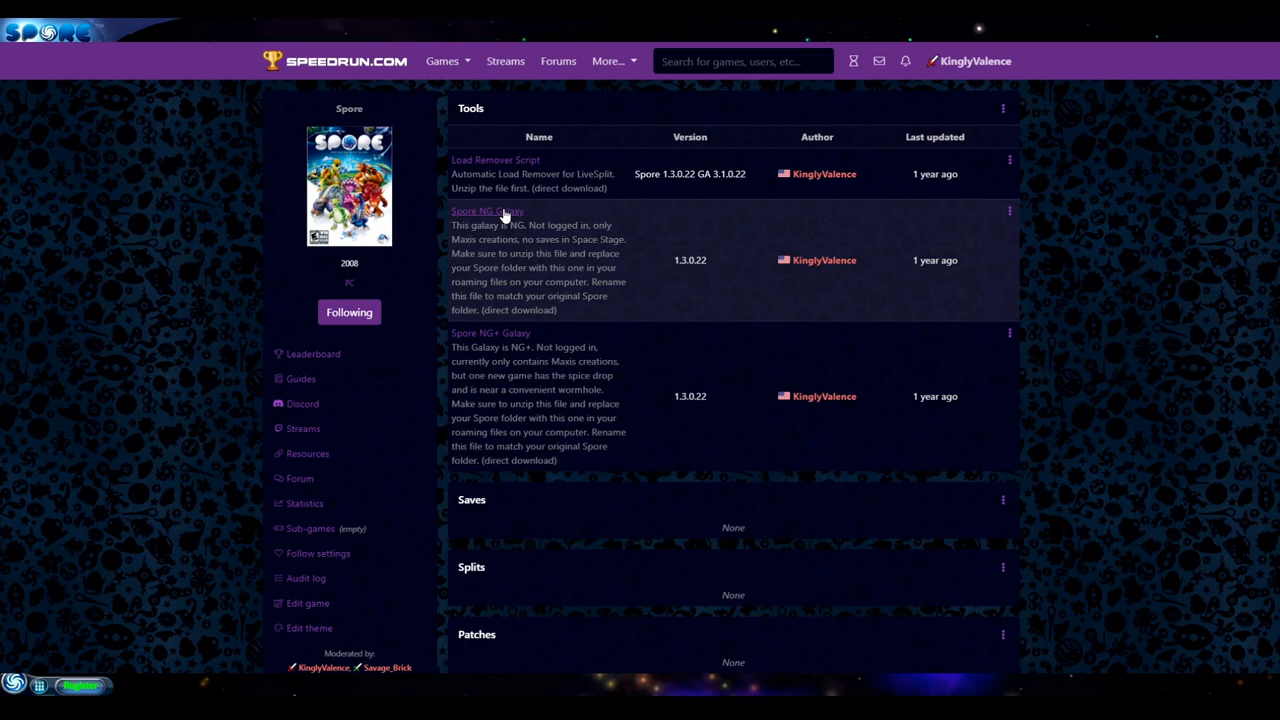 SPORE
SPEEDRUN.COM Games Streams Forums More... Search for games, users, etc... KinglyValence
Spore
SPORE
2008
PC
Following
Leaderboard
Guides
Discord
Streams
Resources
Forum
Statistics
Sub-games (empty)
Follow settings
Audit log
Edit game
Edit theme
Moderated by:
KinglyValence, Savage_Brick
Tools
Name Version Author Last updated
Load Remover Script
Automatic Load Remover for LiveSplit.
Unzip the file first. (direct download)
Spore 1.3.0.22 GA 3.1.0.22 KinglyValence 1 year ago
Spore NG Galaxy
This galaxy is NG. Not logged in, only
Maxis creations, no saves in Space Stage.
Make sure to unzip this file and replace
your Spore folder with this one in your
roaming files on your computer. Rename
this file to match your original Spore
folder. (direct download)
1.3.0.22 KinglyValence 1 year ago
Spore NG+ Galaxy
This Galaxy is NG+. Not logged in,
currently only contains Maxis creations,
but one new game has the spice drop
and is near a convenient wormhole.
Make sure to unzip this file and replace
your Spore folder with this one in your
roaming files on your computer. Rename
this file to match your original Spore
folder. (direct download)
1.3.0.22 KinglyValence 1 year ago
Saves
None
Splits
None
Patches
None
Register